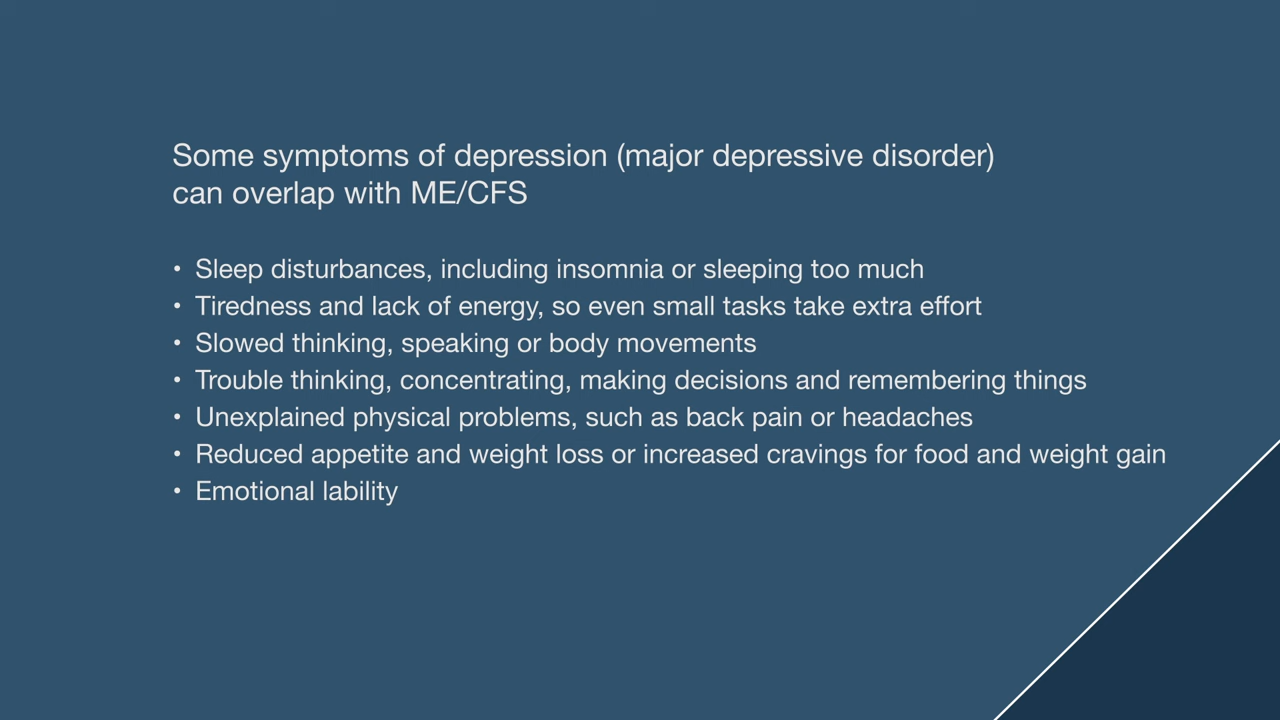 Some symptoms of depression (major depressive disorder)
can overlap with ME/CFS
• Sleep disturbances, including insomnia or sleeping too much
• Tiredness and lack of energy, so even small tasks take extra effort
• Slowed thinking, speaking or body movements
• Trouble thinking, concentrating, making decisions and remembering things
• Unexplained physical problems, such as back pain or headaches
• Reduced appetite and weight loss or increased cravings for food and weight gain
• Emotional lability